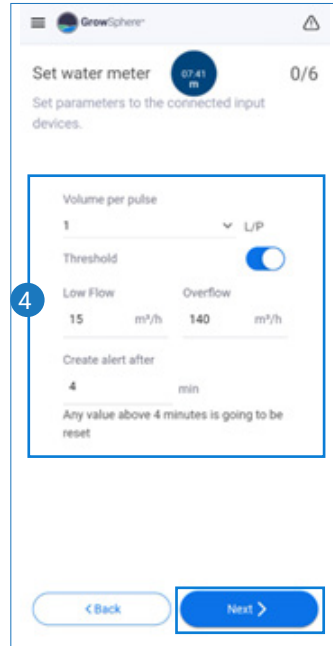 GrowSphere™
Set water meter 07:41 m 0/6
Set parameters to the connected input
devices.
Volume per pulse
1 L/P
Threshold
4
Low Flow Overflow
15 m³/h 140 m³/h
Create alert after
4 min
Any value above 4 minutes is going to be
reset
< Back Next >